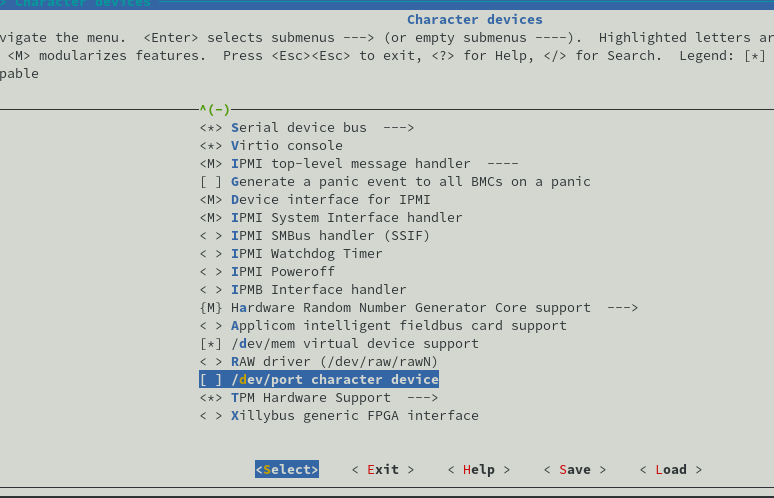 > Character devices
Character devices
vigate the menu.  <Enter> selects submenus ---> (or empty submenus ----).  Highlighted letters ar
<M> modularizes features.  Press <Esc><Esc> to exit, <?> for Help, </> for Search.  Legend: [*]
pable
^(-)
<*> Serial device bus  --->
<*> Virtio console
<M> IPMI top-level message handler  ----
[ ] Generate a panic event to all BMCs on a panic
<M> Device interface for IPMI
<M> IPMI System Interface handler
< > IPMI SMBus handler (SSIF)
< > IPMI Watchdog Timer
< > IPMI Poweroff
< > IPMB Interface handler
{M} Hardware Random Number Generator Core support  --->
< > Applicom intelligent fieldbus card support
[*] /dev/mem virtual device support
< > RAW driver (/dev/raw/rawN)
[ ] /dev/port character device
<*> TPM Hardware Support  --->
< > Xillybus generic FPGA interface
<Select>    < Exit >    < Help >    < Save >    < Load >